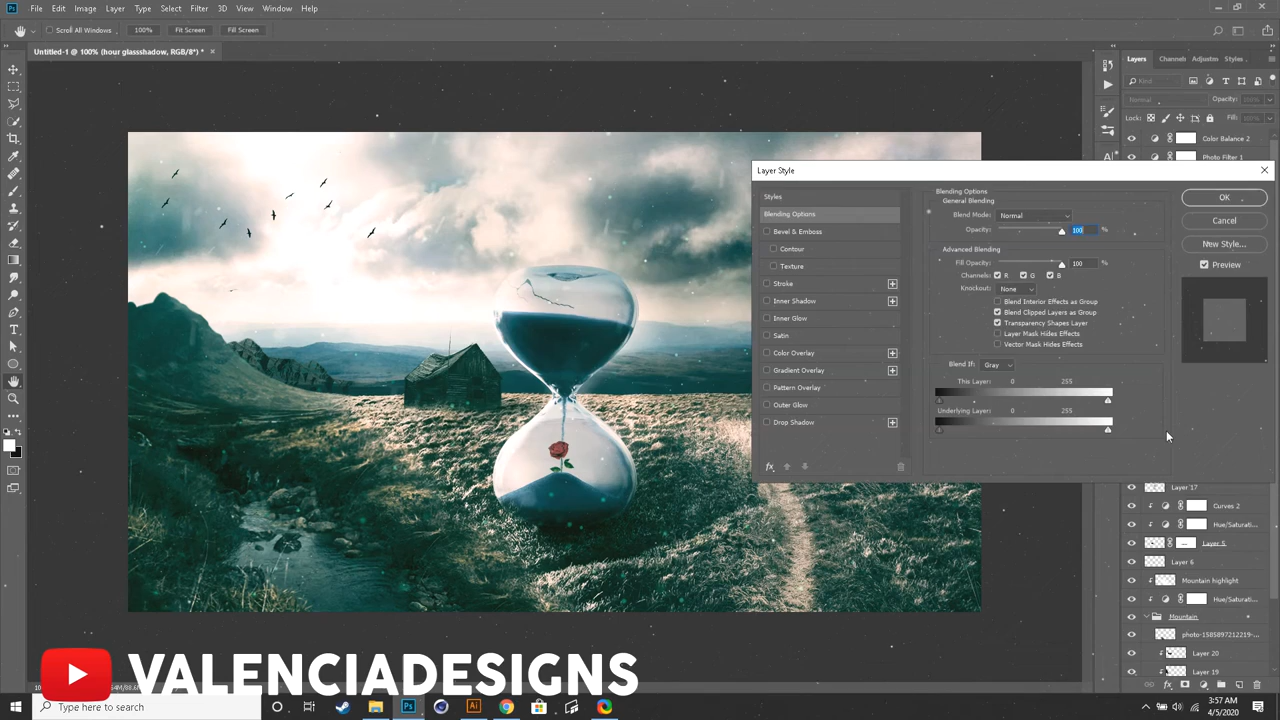 Ps File Edit Image Layer Type Select Filter 3D View Window Help
Scroll All Windows 100% Fit Screen Fill Screen
Untitled-1 @ 100% (hour glassshadow, RGB/8*) * ×
Layers Channels Adjustm Styles
Kind
Normal Opacity:
Lock: Fill:
Color Balance 2
Photo Filter 1
Layer Style
Styles
Blending Options
Bevel & Emboss
Contour
Texture
Stroke
Inner Shadow
Inner Glow
Satin
Color Overlay
Gradient Overlay
Pattern Overlay
Outer Glow
Drop Shadow
fx
Blending Options
General Blending
Blend Mode: Normal
Opacity: 100 %
Advanced Blending
Fill Opacity: 100 %
Channels: R G B
Knockout: None
Blend Interior Effects as Group
Blend Clipped Layers as Group
Transparency Shapes Layer
Layer Mask Hides Effects
Vector Mask Hides Effects
Blend If: Gray
This Layer: 0 255
Underlying Layer: 0 255
OK
Cancel
New Style...
Preview
Layer 17
Curves 2
Hue/Saturati...
Layer 5
Layer 6
Mountain highlight
Hue/Saturati...
Mountain
photo-1585897212219-...
Layer 20
Layer 19
VALENCIADESIGNS
Type here to search
Ps
Ai
3:57 AM
4/5/2020